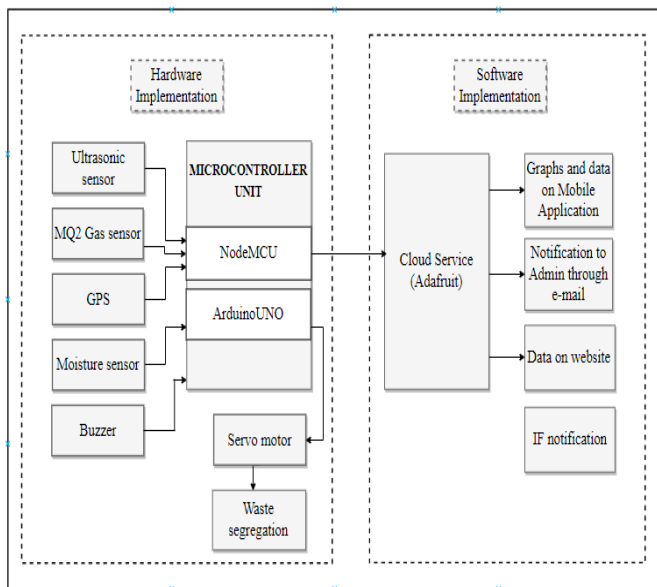 Hardware
Implementation
Software
Implementation
Ultrasonic
sensor
MQ2 Gas sensor
GPS
Moisture sensor
Buzzer
MICROCONTROLLER
UNIT
NodeMCU
ArduinoUNO
Servo motor
Waste
segregation
Cloud Service
(Adafruit)
Graphs and data
on Mobile
Application
Notification to
Admin through
e-mail
Data on website
IF notification